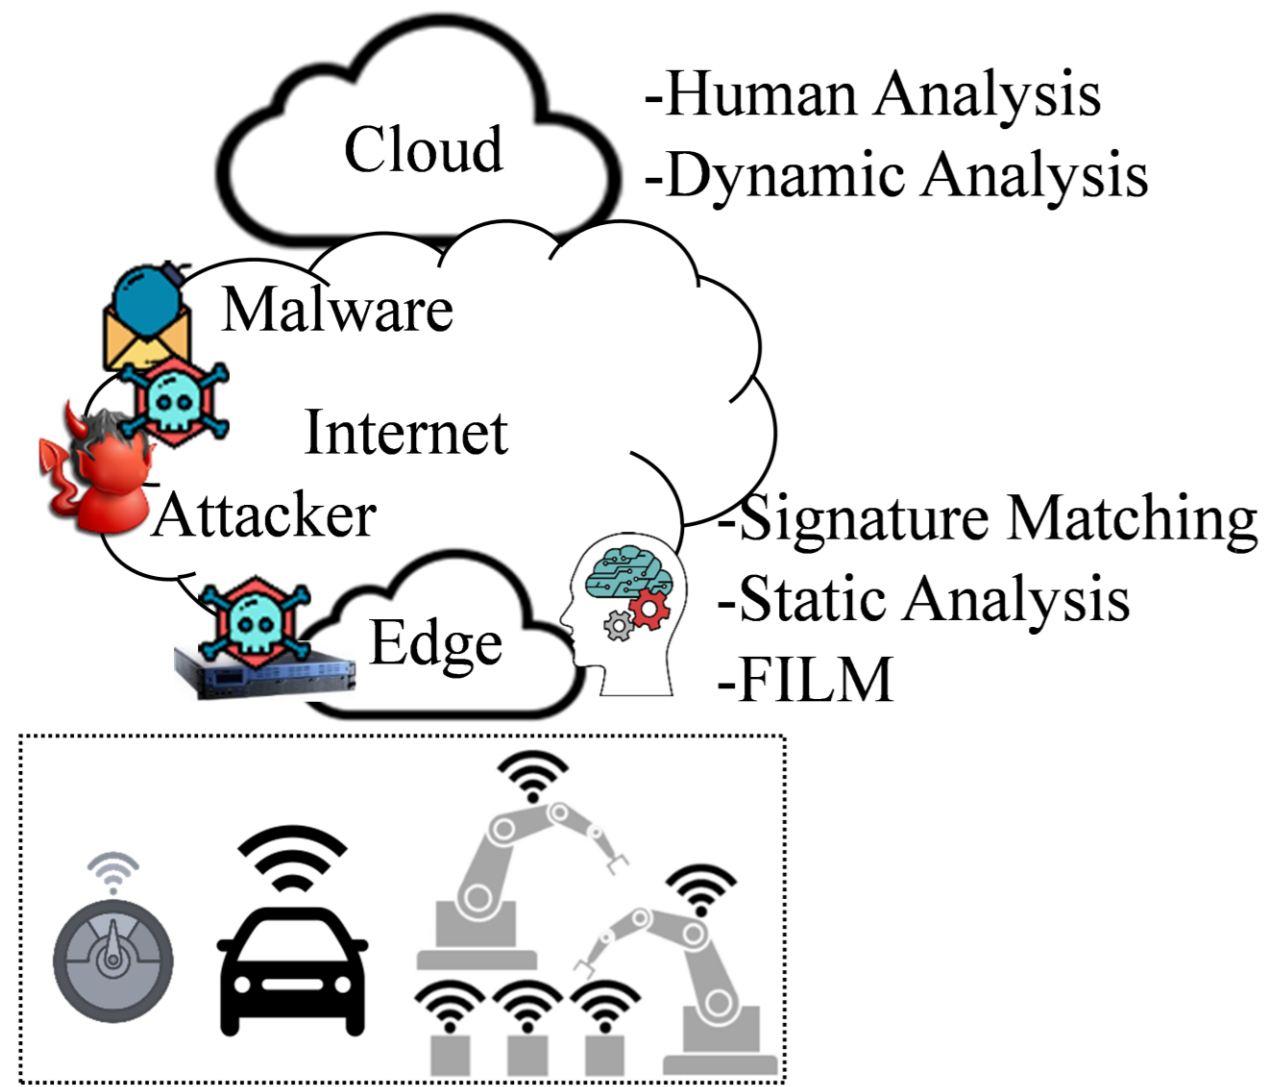 Cloud
-Human Analysis
-Dynamic Analysis
Malware
Internet
Attacker
-Signature Matching
-Static Analysis
-FILM
Edge